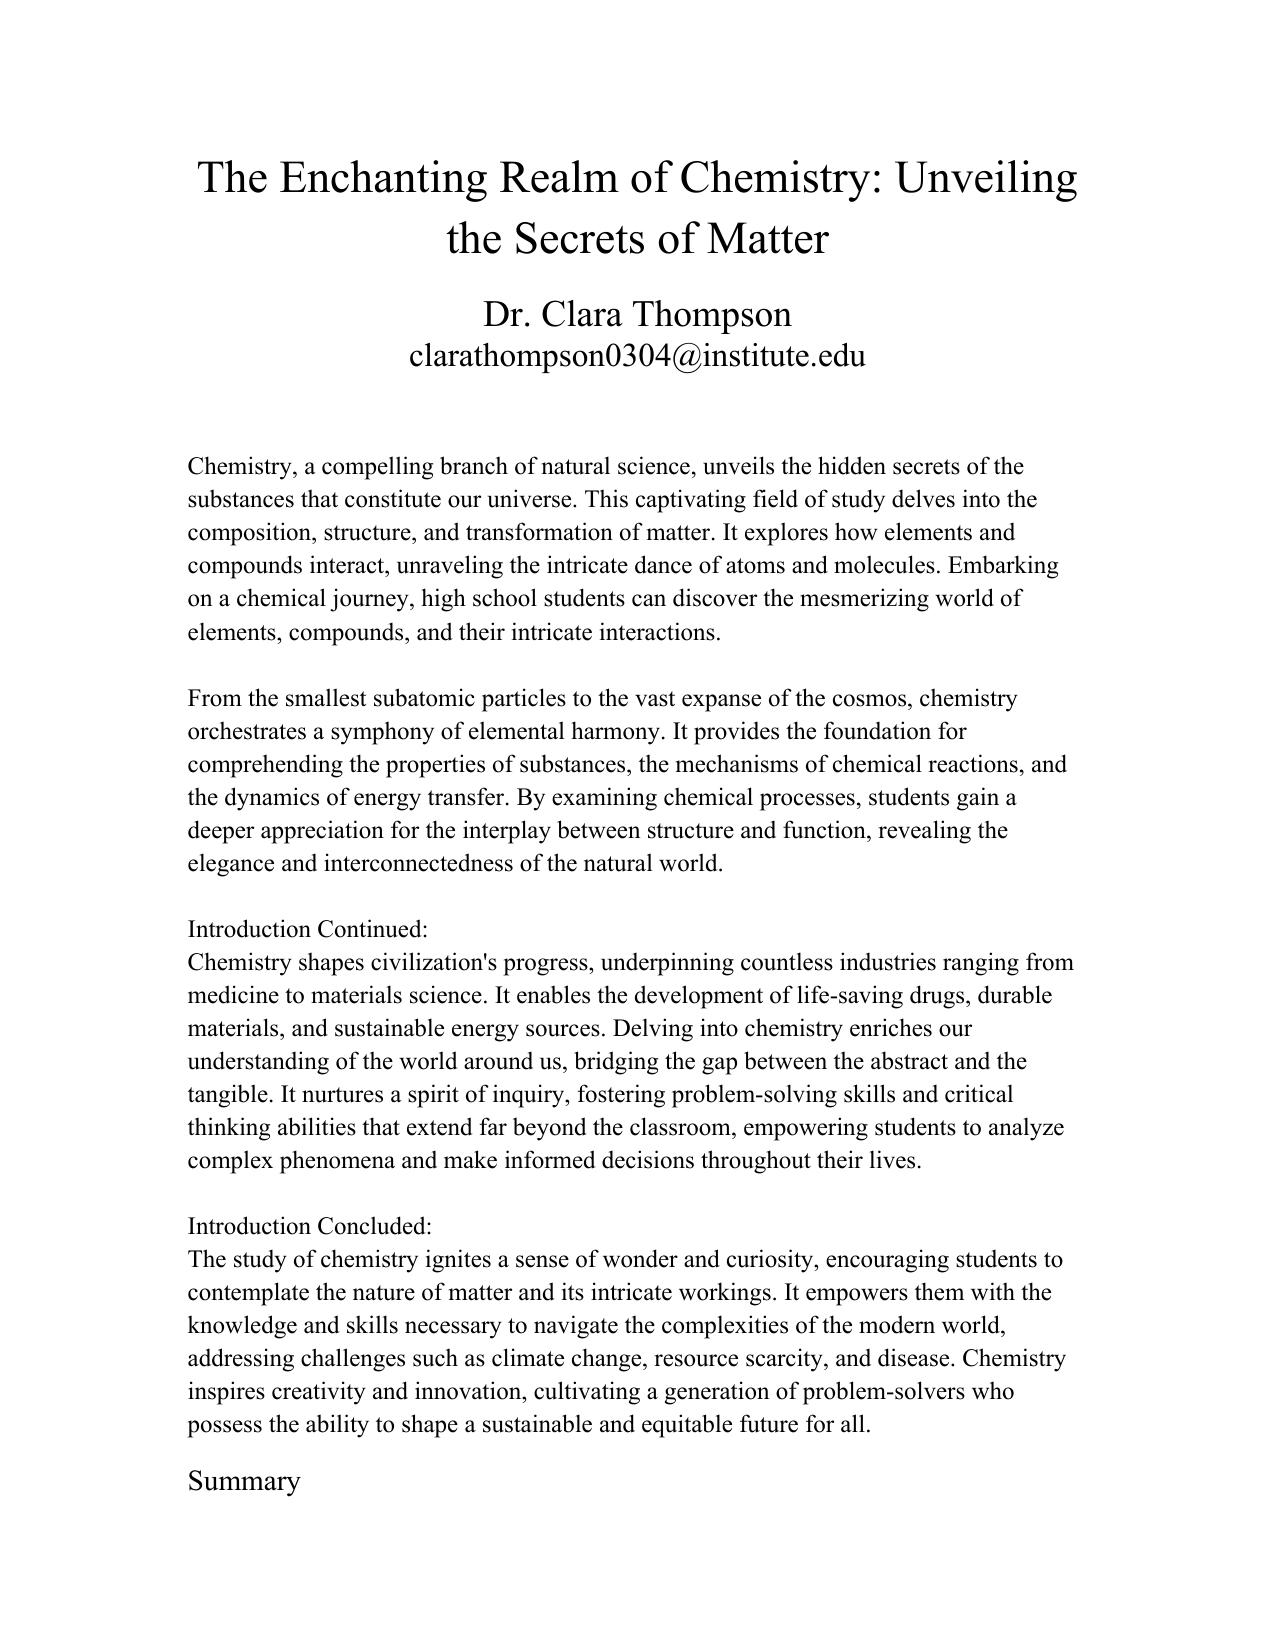 The Enchanting Realm of Chemistry: Unveiling
the Secrets of Matter
Dr. Clara Thompson
clarathompson0304@institute.edu
Chemistry, a compelling branch of natural science, unveils the hidden secrets of the
substances that constitute our universe. This captivating field of study delves into the
composition, structure, and transformation of matter. It explores how elements and
compounds interact, unraveling the intricate dance of atoms and molecules. Embarking
on a chemical journey, high school students can discover the mesmerizing world of
elements, compounds, and their intricate interactions.
From the smallest subatomic particles to the vast expanse of the cosmos, chemistry
orchestrates a symphony of elemental harmony. It provides the foundation for
comprehending the properties of substances, the mechanisms of chemical reactions, and
the dynamics of energy transfer. By examining chemical processes, students gain a
deeper appreciation for the interplay between structure and function, revealing the
elegance and interconnectedness of the natural world.
Introduction Continued:
Chemistry shapes civilization's progress, underpinning countless industries ranging from
medicine to materials science. It enables the development of life-saving drugs, durable
materials, and sustainable energy sources. Delving into chemistry enriches our
understanding of the world around us, bridging the gap between the abstract and the
tangible. It nurtures a spirit of inquiry, fostering problem-solving skills and critical
thinking abilities that extend far beyond the classroom, empowering students to analyze
complex phenomena and make informed decisions throughout their lives.
Introduction Concluded:
The study of chemistry ignites a sense of wonder and curiosity, encouraging students to
contemplate the nature of matter and its intricate workings. It empowers them with the
knowledge and skills necessary to navigate the complexities of the modern world,
addressing challenges such as climate change, resource scarcity, and disease. Chemistry
inspires creativity and innovation, cultivating a generation of problem-solvers who
possess the ability to shape a sustainable and equitable future for all.
Summary